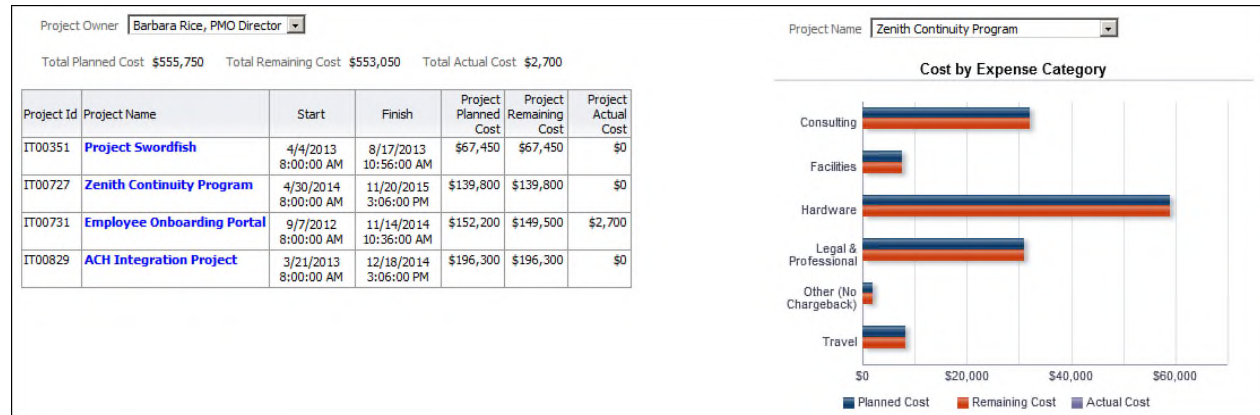 Project Owner Barbara Rice, PMO Director
Total Planned Cost $555,750 Total Remaining Cost $553,050 Total Actual Cost $2,700
Project Id Project Name Start Finish Project Planned Cost Project Remaining Cost Project Actual Cost
IT00351 Project Swordfish 4/4/2013 8:00:00 AM 8/17/2013 10:56:00 AM $67,450 $67,450 $0
IT00727 Zenith Continuity Program 4/30/2014 8:00:00 AM 11/20/2015 3:06:00 PM $139,800 $139,800 $0
IT00731 Employee Onboarding Portal 9/7/2012 8:00:00 AM 11/14/2014 10:36:00 AM $152,200 $149,500 $2,700
IT00829 ACH Integration Project 3/21/2013 8:00:00 AM 12/18/2014 3:06:00 PM $196,300 $196,300 $0
Project Name Zenith Continuity Program
Cost by Expense Category
Consulting
Facilities
Hardware
Legal &
Professional
Other (No
Chargeback)
Travel
$0 $20,000 $40,000 $60,000
Planned Cost Remaining Cost Actual Cost